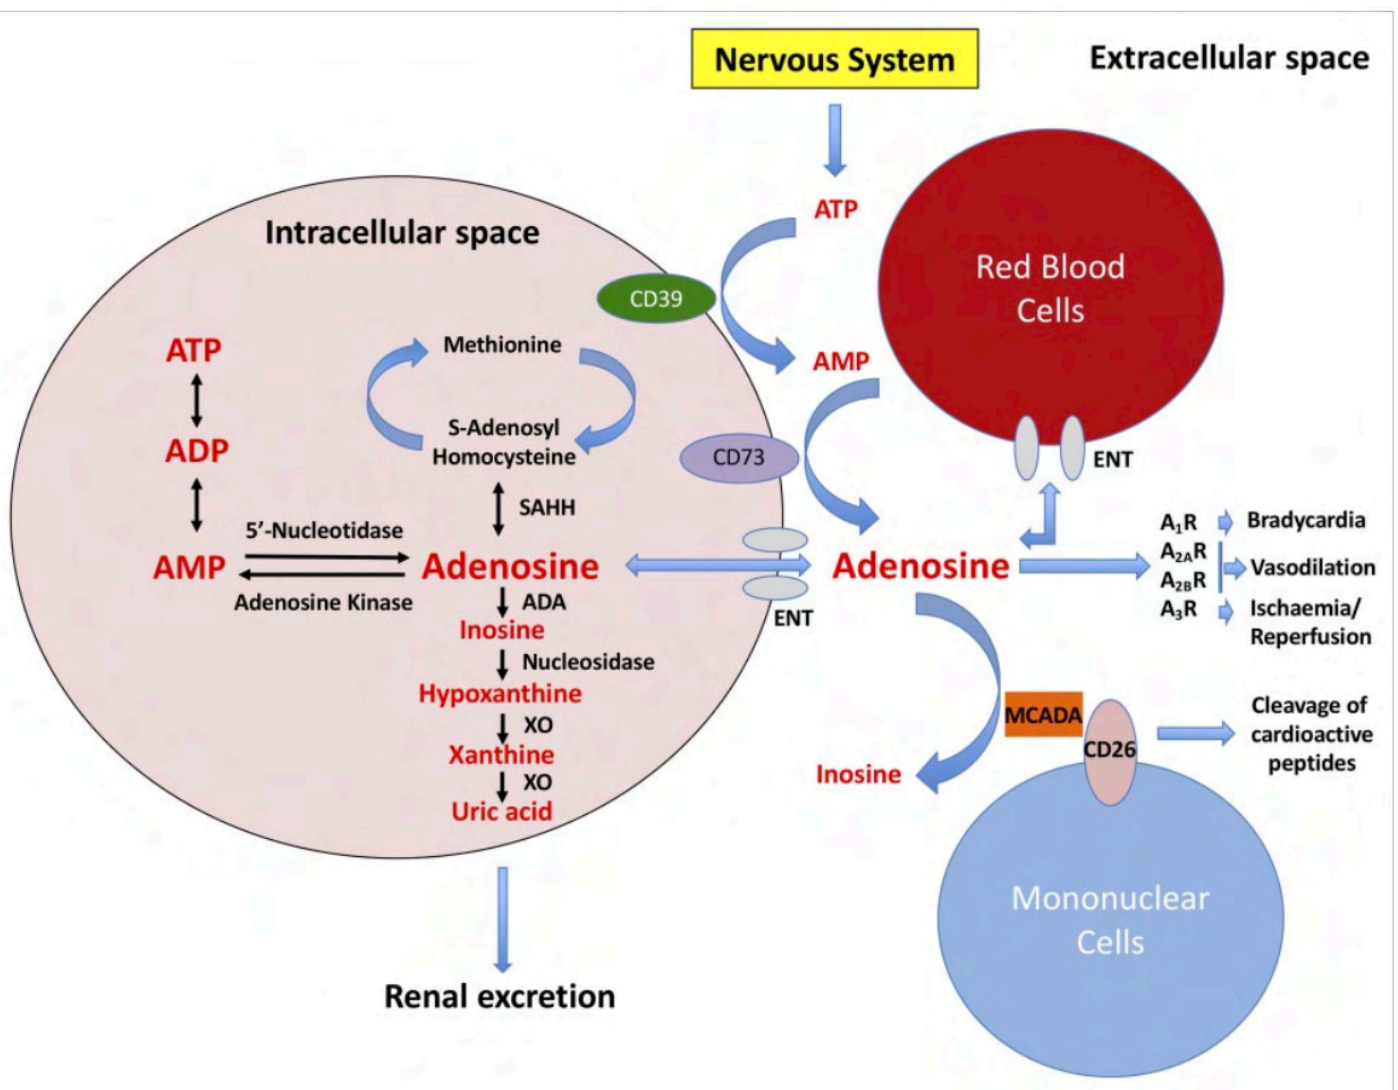 Nervous System
Extracellular space
ATP
Red Blood
Cells
Intracellular space
CD39
AMP
CD73
ENT
ATP
ADP
AMP
Methionine
S-Adenosyl
Homocysteine
SAHH
5’-Nucleotidase
Adenosine Kinase
Adenosine
ADA
Inosine
Nucleosidase
Hypoxanthine
XO
Xanthine
XO
Uric acid
Renal excretion
ENT
Adenosine
A₁R
Bradycardia
A₂AR
A₂BR
Vasodilation
A₃R
Ischaemia/
Reperfusion
MCADA
CD26
Cleavage of
cardioactive
peptides
Inosine
Mononuclear
Cells